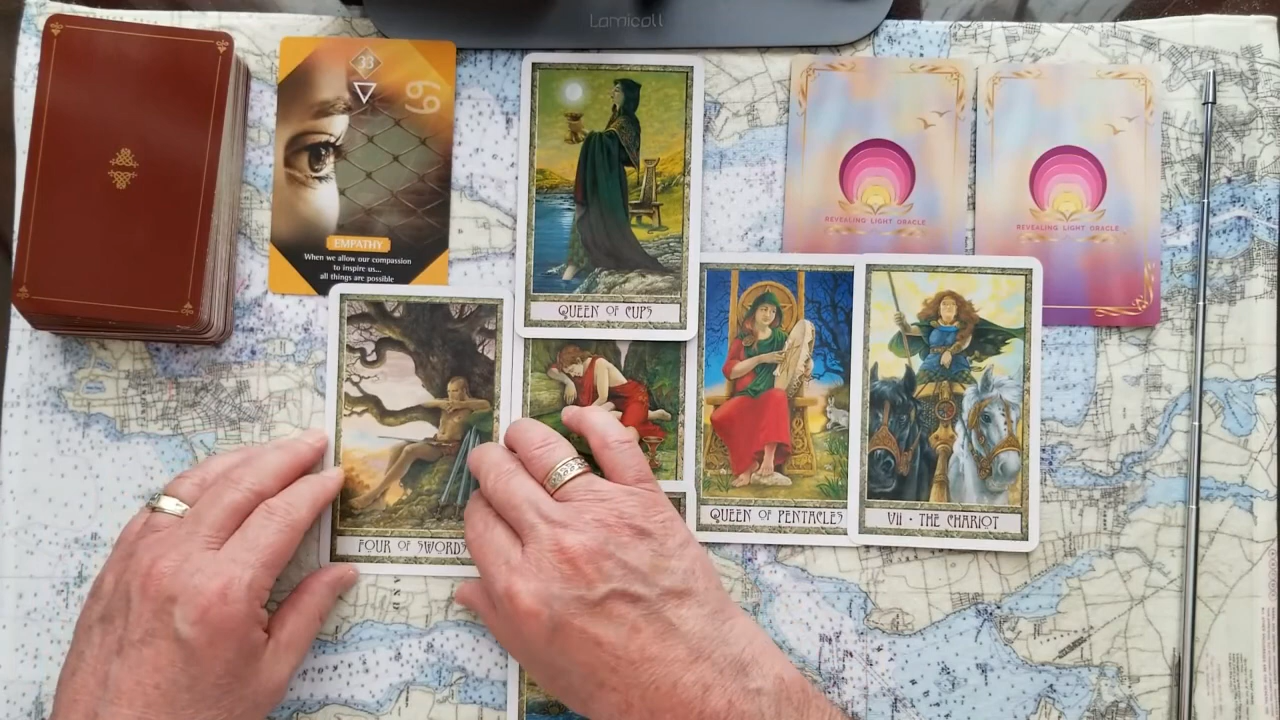 Lamicall
33
69
EMPATHY
When we allow our compassion
to inspire us...
all things are possible
QUEEN OF CUPS
REVEALING LIGHT ORACLE
REVEALING LIGHT ORACLE
FOUR OF SWORDS
QUEEN OF PENTACLES
VII · THE CHARIOT